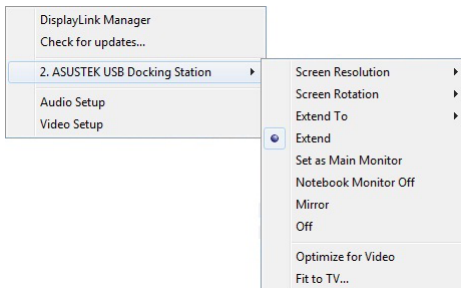 DisplayLink Manager
Check for updates...
2. ASUSTEK USB Docking Station
Audio Setup
Video Setup
Screen Resolution
Screen Rotation
Extend To
Extend
Set as Main Monitor
Notebook Monitor Off
Mirror
Off
Optimize for Video
Fit to TV...